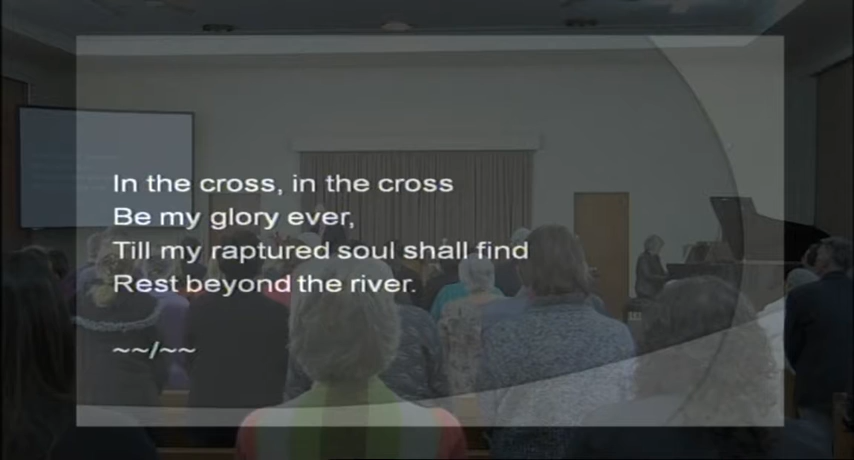 In the cross, in the cross
Be my glory ever,
Till my raptured soul shall find
Rest beyond the river.
~~/~~